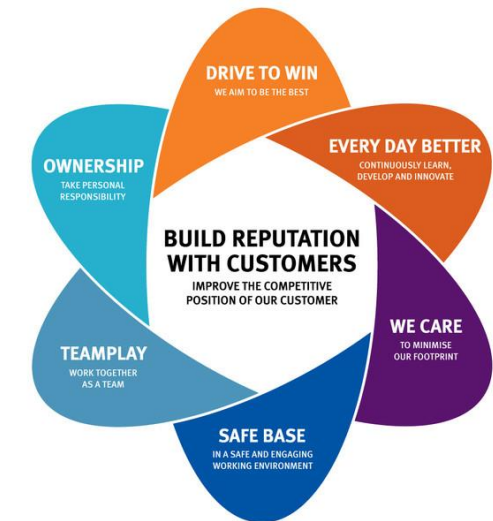 DRIVE TO WIN
WE AIM TO BE THE BEST
EVERY DAY BETTER
CONTINUOUSLY LEARN,
DEVELOP AND INNOVATE
OWNERSHIP
TAKE PERSONAL
RESPONSIBILITY
BUILD REPUTATION
WITH CUSTOMERS
IMPROVE THE COMPETITIVE
POSITION OF OUR CUSTOMER
WE CARE
TO MINIMISE
OUR FOOTPRINT
TEAMPLAY
WORK TOGETHER
AS A TEAM
SAFE BASE
IN A SAFE AND ENGAGING
WORKING ENVIRONMENT